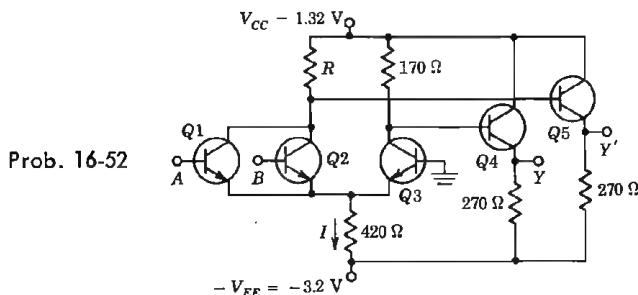 V_CC - 1.32 V
R
170 Ω
Q1
Q5
Y'
Prob. 16-52
A
B
Q2
Q3
Q4
Y
270 Ω
270 Ω
I
420 Ω
- V_EE = -3.2 V